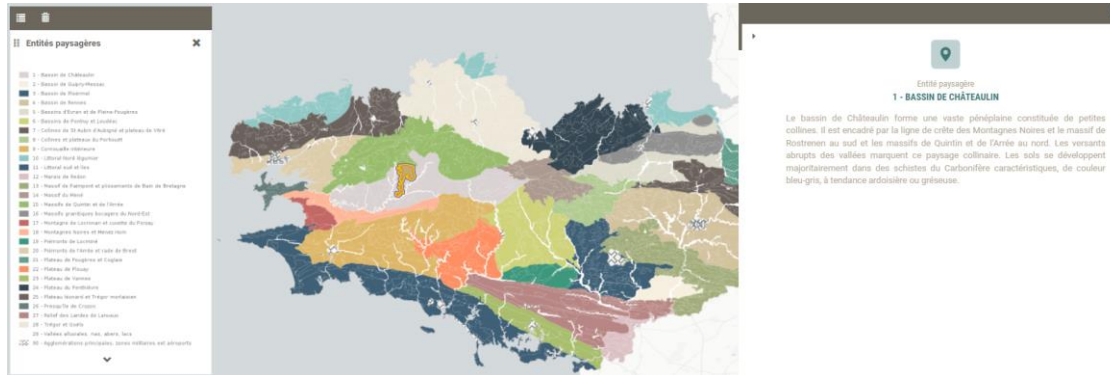 Entités paysagères
1 - Bassin de Châteaulin
2 - Bassin de Guipry-Messac
3 - Bassin de Ploërmel
4 - Bassin de Rennes
5 - Bassins d'Evran et de Pleine-Fougères
6 - Bassins de Pontivy et Loudéac
7 - Collines de St-Aubin d'Aubigné et plateau de Vitré
8 - Collines et plateaux du Porhouët
9 - Cornouaille intérieure
10 - Littoral Nord-Bigorner
11 - Littoral sud et îles
12 - Marais de Redon
13 - Massif de Paimpont et ploiements de Bain de Bretagne
14 - Massif du Mené
15 - Massifs de Quintin et de l'Arrée
16 - Massifs granitiques bocagers du Nord-Est
17 - Montagne de Locronan et cuvette du Porzay
18 - Montagnes Noires et Menez-Hom
19 - Piémonts de Locminé
20 - Piémonts de l'Arrée et rade de Brest
21 - Plateau de Fougères et Coglais
22 - Plateau de Plouay
23 - Plateau de Vannes
24 - Plateau du Penthièvre
25 - Plateau léonard et Trégor morlaisien
26 - Presqu'île de Crozon
27 - Relief des Landes de Lanvaux
28 - Trégor et Goëlo
29 - Vallées alluviales, rias, abers, lacs
30 - Agglomérations principales, zones militaires est aéroports
Entité paysagère
1 - BASSIN DE CHÂTEAULIN
Le bassin de Châteaulin forme une vaste pénéplaine constituée de petites
collines. Il est encadré par la ligne de crête des Montagnes Noires et le massif de
Rostrenen au sud et les massifs de Quintin et de l'Arrée au nord. Les versants
abrupts des vallées marquent ce paysage collinaire. Les sols se développent
majoritairement dans des schistes du Carbonifère caractéristiques, de couleur
bleu-gris, à tendance ardoisière ou gréseuse.